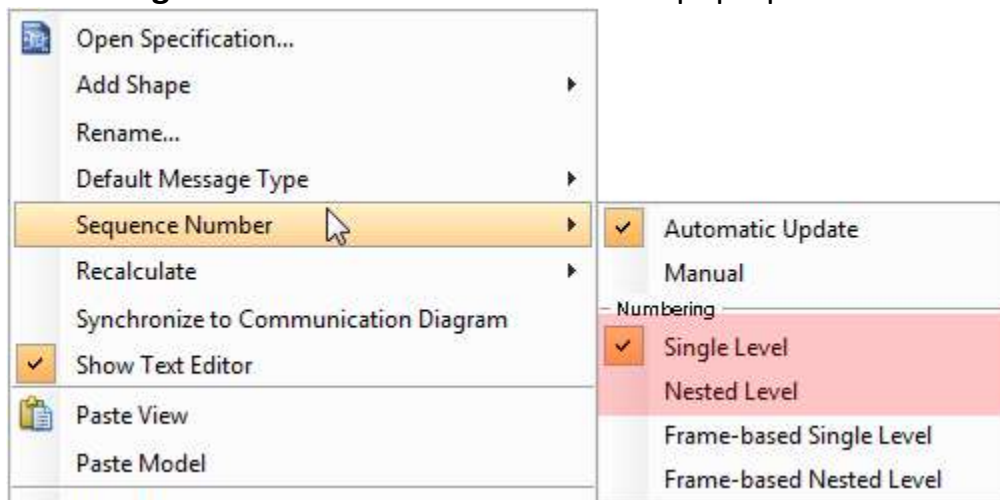 Open Specification...
Add Shape
Rename...
Default Message Type
Sequence Number
Recalculate
Synchronize to Communication Diagram
Show Text Editor
Paste View
Paste Model
Automatic Update
Manual
Numbering
Single Level
Nested Level
Frame-based Single Level
Frame-based Nested Level